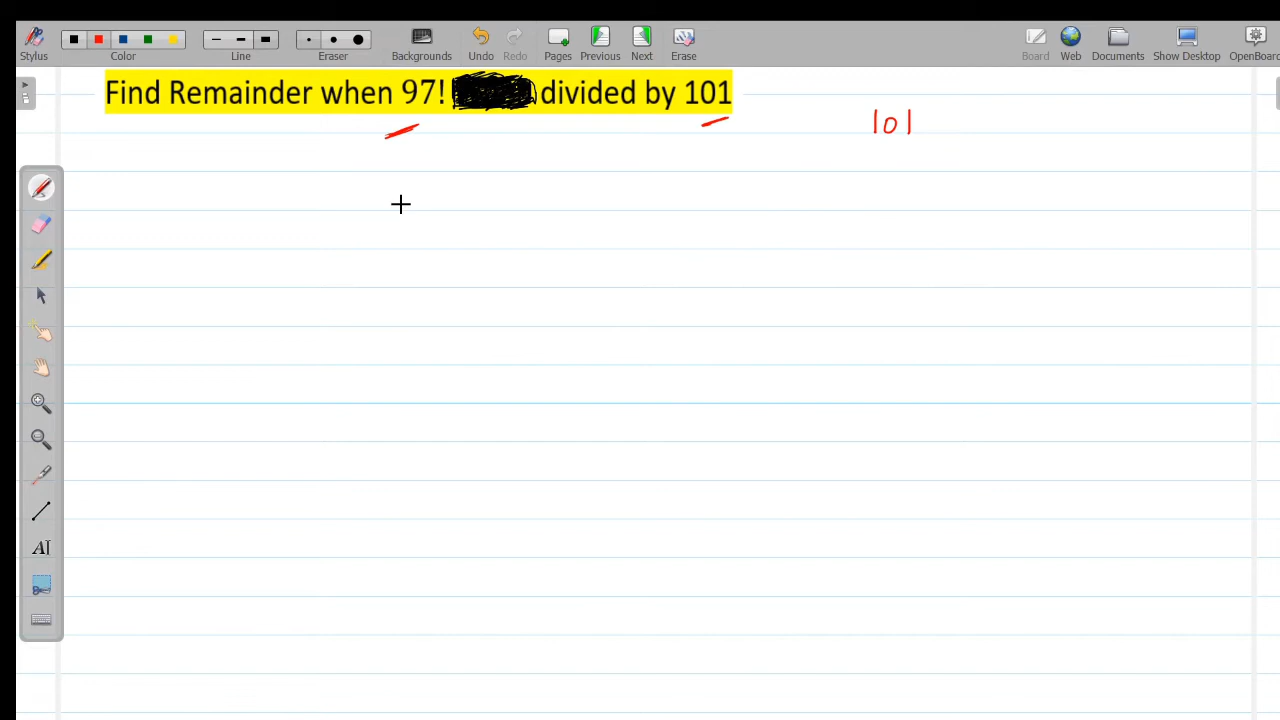 Stylus Color Line Eraser Backgrounds Undo Redo Pages Previous Next Erase Board Web Documents Show Desktop OpenBoar
Find Remainder when 97! divided by 101
101